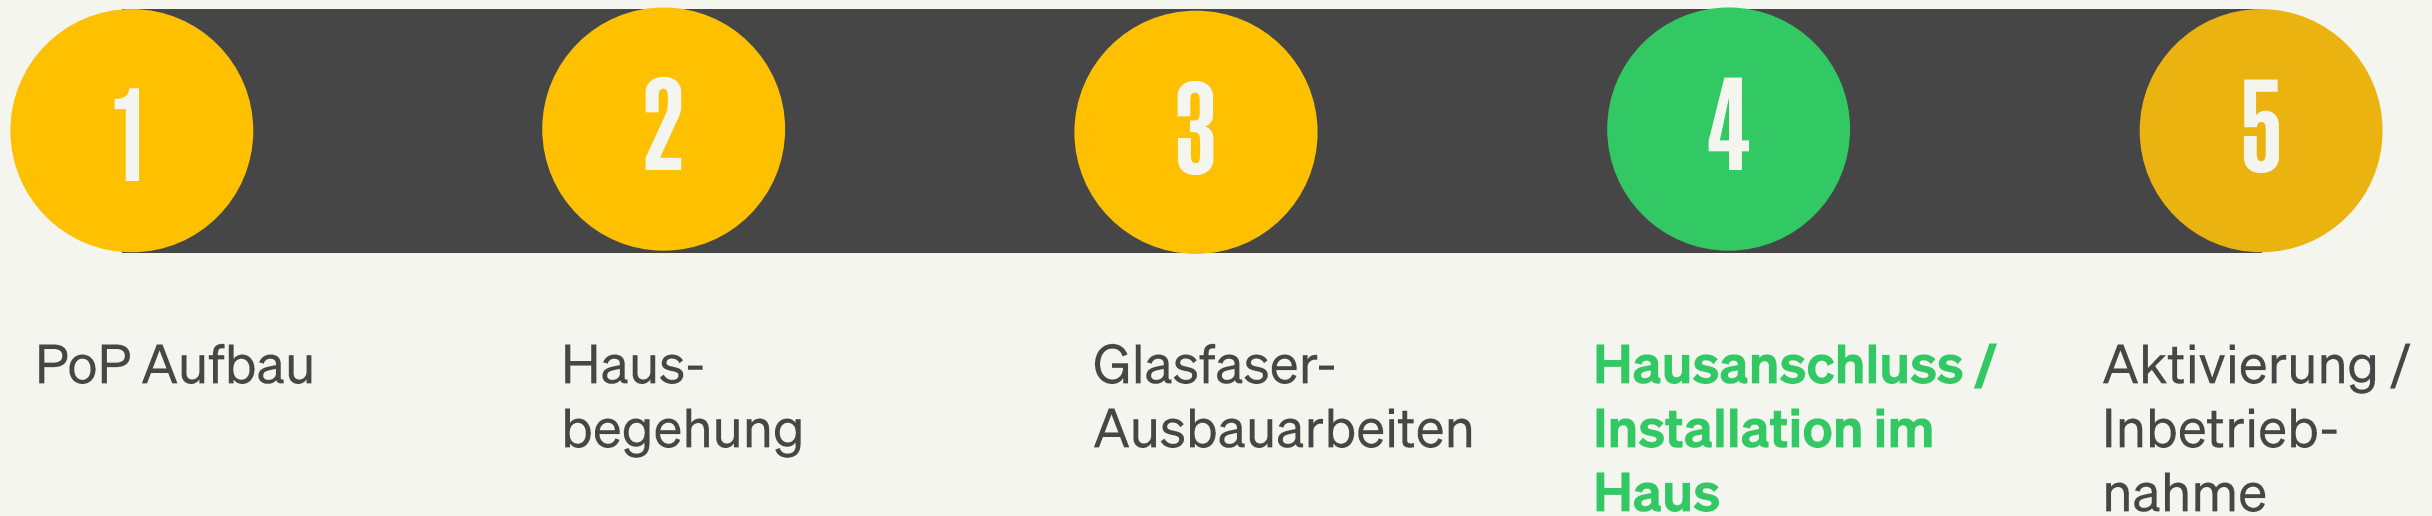 1
2
3
4
5
PoP Aufbau
Haus-
begehung
Glasfaser-
Ausbauarbeiten
Hausanschluss /
Installation im
Haus
Aktivierung /
Inbetrieb-
nahme